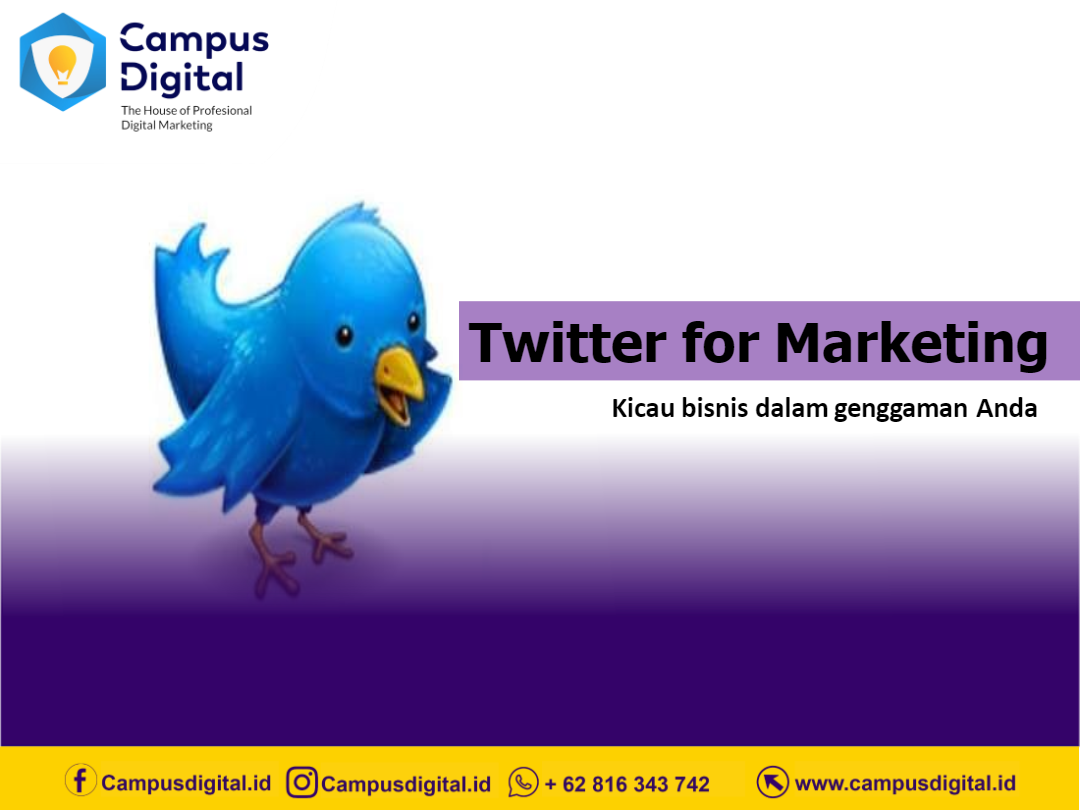 Campus
Digital
The House of Profesional
Digital Marketing
Twitter for Marketing
Kicau bisnis dalam genggaman Anda
Campusdigital.id Campusdigital.id + 62 816 343 742 www.campusdigital.id